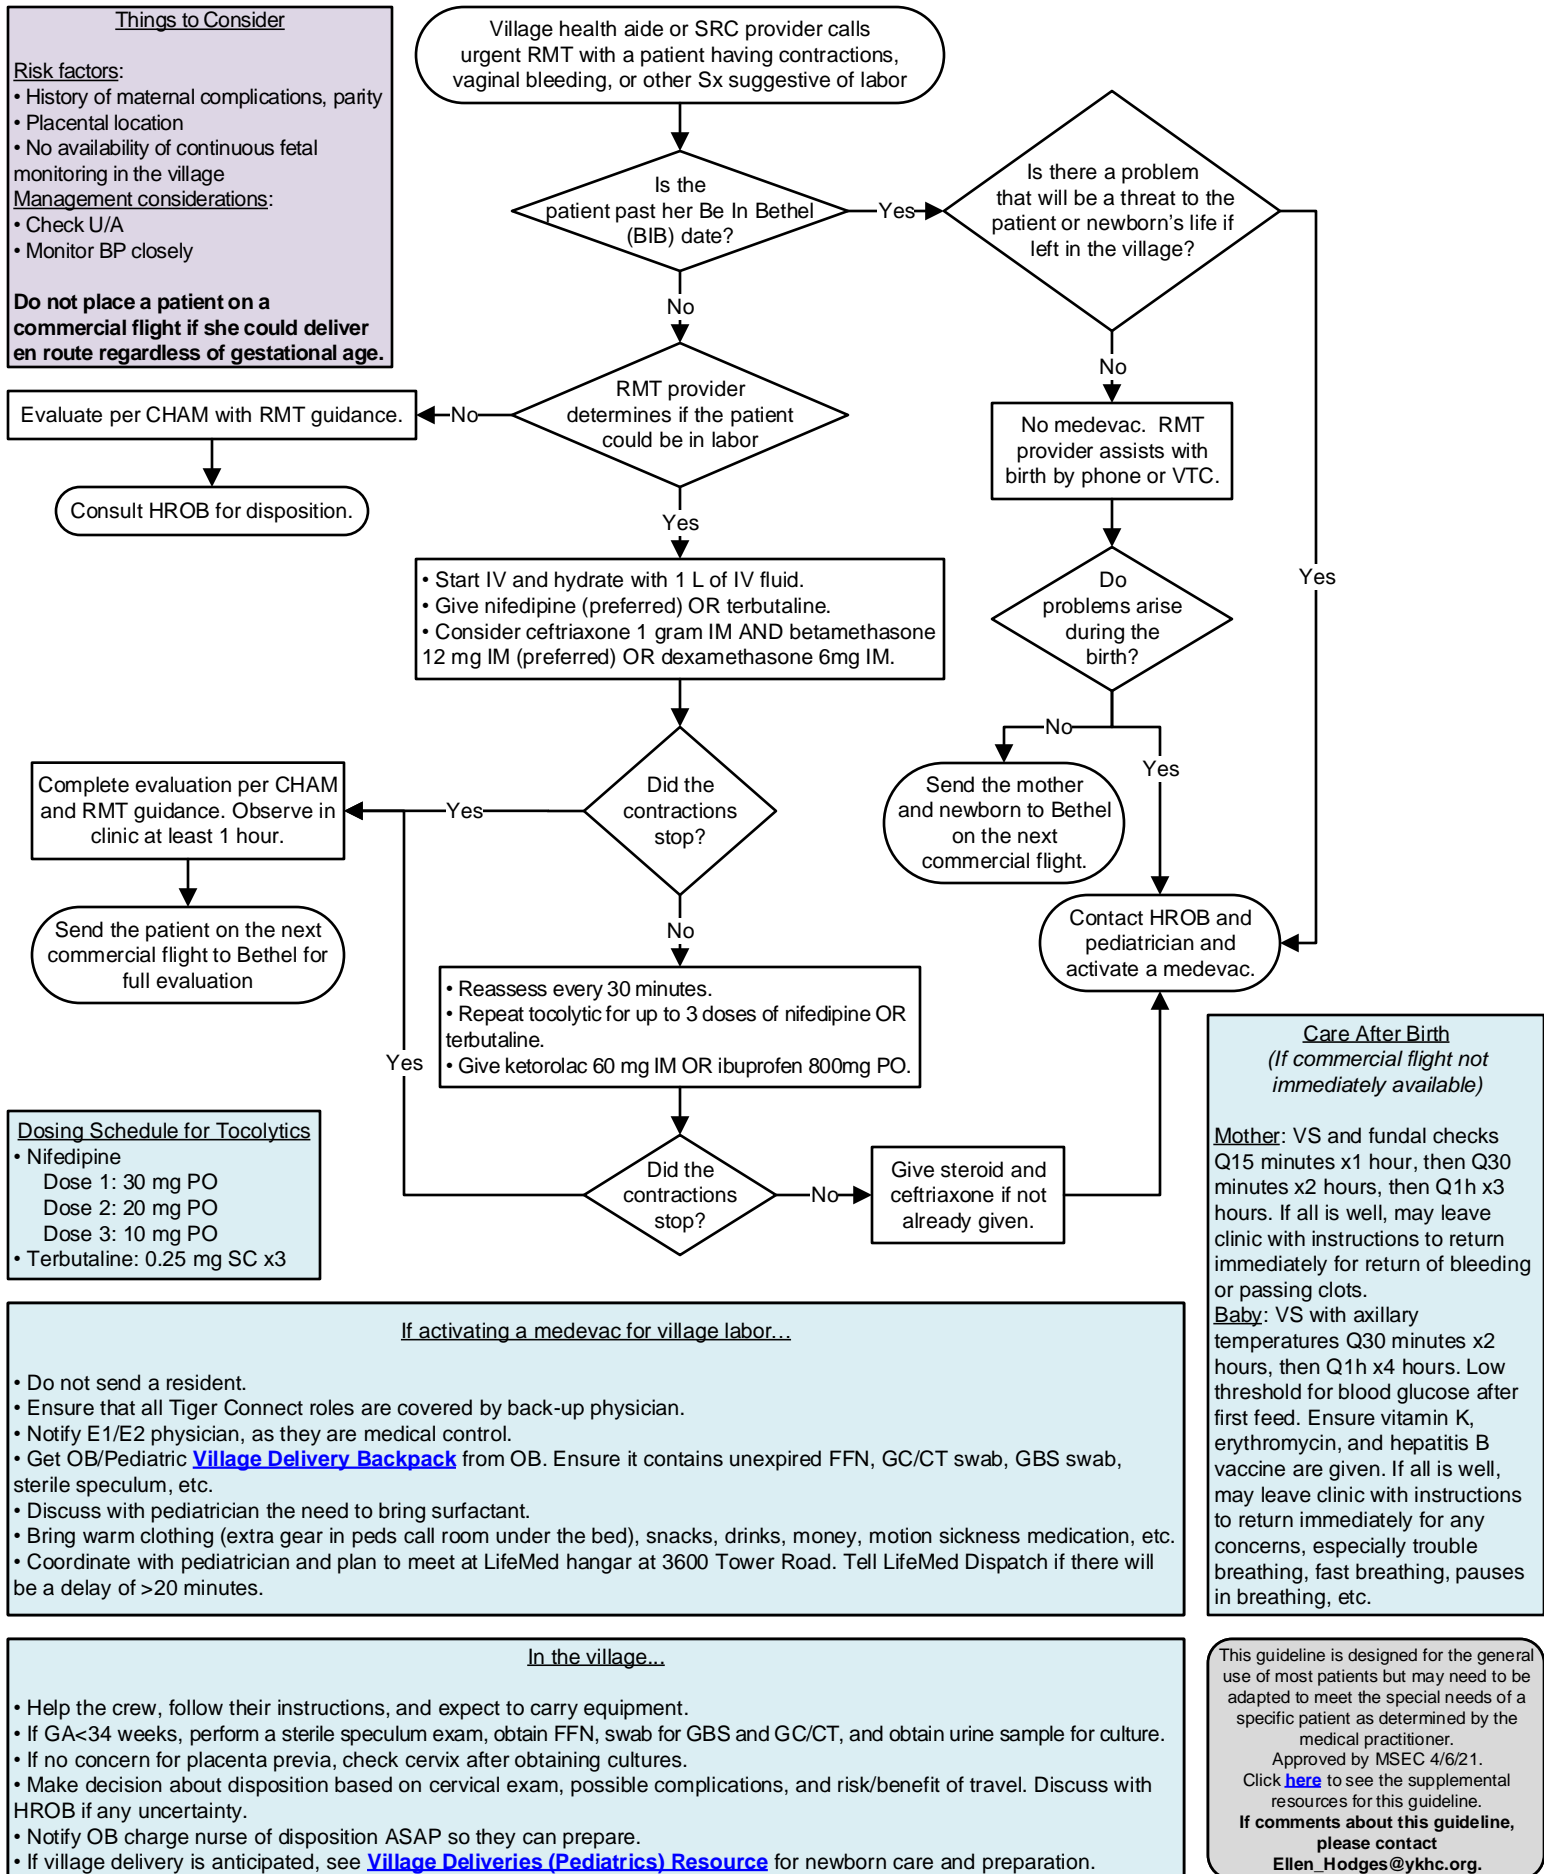 Things to Consider
Risk factors:
• History of maternal complications, parity
• Placental location
• No availability of continuous fetal
monitoring in the village
Management considerations:
• Check U/A
• Monitor BP closely
Do not place a patient on a
commercial flight if she could deliver
en route regardless of gestational age.
Village health aide or SRC provider calls
urgent RMT with a patient having contractions,
vaginal bleeding, or other Sx suggestive of labor
Is the
patient past her Be In Bethel
(BIB) date?
Yes
Is there a problem
that will be a threat to the
patient or newborn's life if
left in the village?
No
No
Yes
RMT provider
determines if the patient
could be in labor
No
Evaluate per CHAM with RMT guidance.
Consult HROB for disposition.
Yes
No medevac. RMT
provider assists with
birth by phone or VTC.
• Start IV and hydrate with 1 L of IV fluid.
• Give nifedipine (preferred) OR terbutaline.
• Consider ceftriaxone 1 gram IM AND betamethasone
12 mg IM (preferred) OR dexamethasone 6mg IM.
Do
problems arise
during the
birth?
No
Yes
Send the mother
and newborn to Bethel
on the next
commercial flight.
Contact HROB and
pediatrician and
activate a medevac.
Did the
contractions
stop?
Yes
Complete evaluation per CHAM
and RMT guidance. Observe in
clinic at least 1 hour.
Send the patient on the next
commercial flight to Bethel for
full evaluation
No
• Reassess every 30 minutes.
• Repeat tocolytic for up to 3 doses of nifedipine OR
terbutaline.
• Give ketorolac 60 mg IM OR ibuprofen 800mg PO.
Yes
Did the
contractions
stop?
No
Give steroid and
ceftriaxone if not
already given.
Dosing Schedule for Tocolytics
• Nifedipine
Dose 1: 30 mg PO
Dose 2: 20 mg PO
Dose 3: 10 mg PO
• Terbutaline: 0.25 mg SC x3
Care After Birth
(If commercial flight not
immediately available)
Mother: VS and fundal checks
Q15 minutes x1 hour, then Q30
minutes x2 hours, then Q1h x3
hours. If all is well, may leave
clinic with instructions to return
immediately for return of bleeding
or passing clots.
Baby: VS with axillary
temperatures Q30 minutes x2
hours, then Q1h x4 hours. Low
threshold for blood glucose after
first feed. Ensure vitamin K,
erythromycin, and hepatitis B
vaccine are given. If all is well,
may leave clinic with instructions
to return immediately for any
concerns, especially trouble
breathing, fast breathing, pauses
in breathing, etc.
If activating a medevac for village labor…
• Do not send a resident.
• Ensure that all Tiger Connect roles are covered by back-up physician.
• Notify E1/E2 physician, as they are medical control.
• Get OB/Pediatric Village Delivery Backpack from OB. Ensure it contains unexpired FFN, GC/CT swab, GBS swab,
sterile speculum, etc.
• Discuss with pediatrician the need to bring surfactant.
• Bring warm clothing (extra gear in peds call room under the bed), snacks, drinks, money, motion sickness medication, etc.
• Coordinate with pediatrician and plan to meet at LifeMed hangar at 3600 Tower Road. Tell LifeMed Dispatch if there will
be a delay of >20 minutes.
In the village...
• Help the crew, follow their instructions, and expect to carry equipment.
• If GA<34 weeks, perform a sterile speculum exam, obtain FFN, swab for GBS and GC/CT, and obtain urine sample for culture.
• If no concern for placenta previa, check cervix after obtaining cultures.
• Make decision about disposition based on cervical exam, possible complications, and risk/benefit of travel. Discuss with
HROB if any uncertainty.
• Notify OB charge nurse of disposition ASAP so they can prepare.
• If village delivery is anticipated, see Village Deliveries (Pediatrics) Resource for newborn care and preparation.
This guideline is designed for the general
use of most patients but may need to be
adapted to meet the special needs of a
specific patient as determined by the
medical practitioner.
Approved by MSEC 4/6/21.
Click here to see the supplemental
resources for this guideline.
If comments about this guideline,
please contact
Ellen_Hodges@ykhc.org.